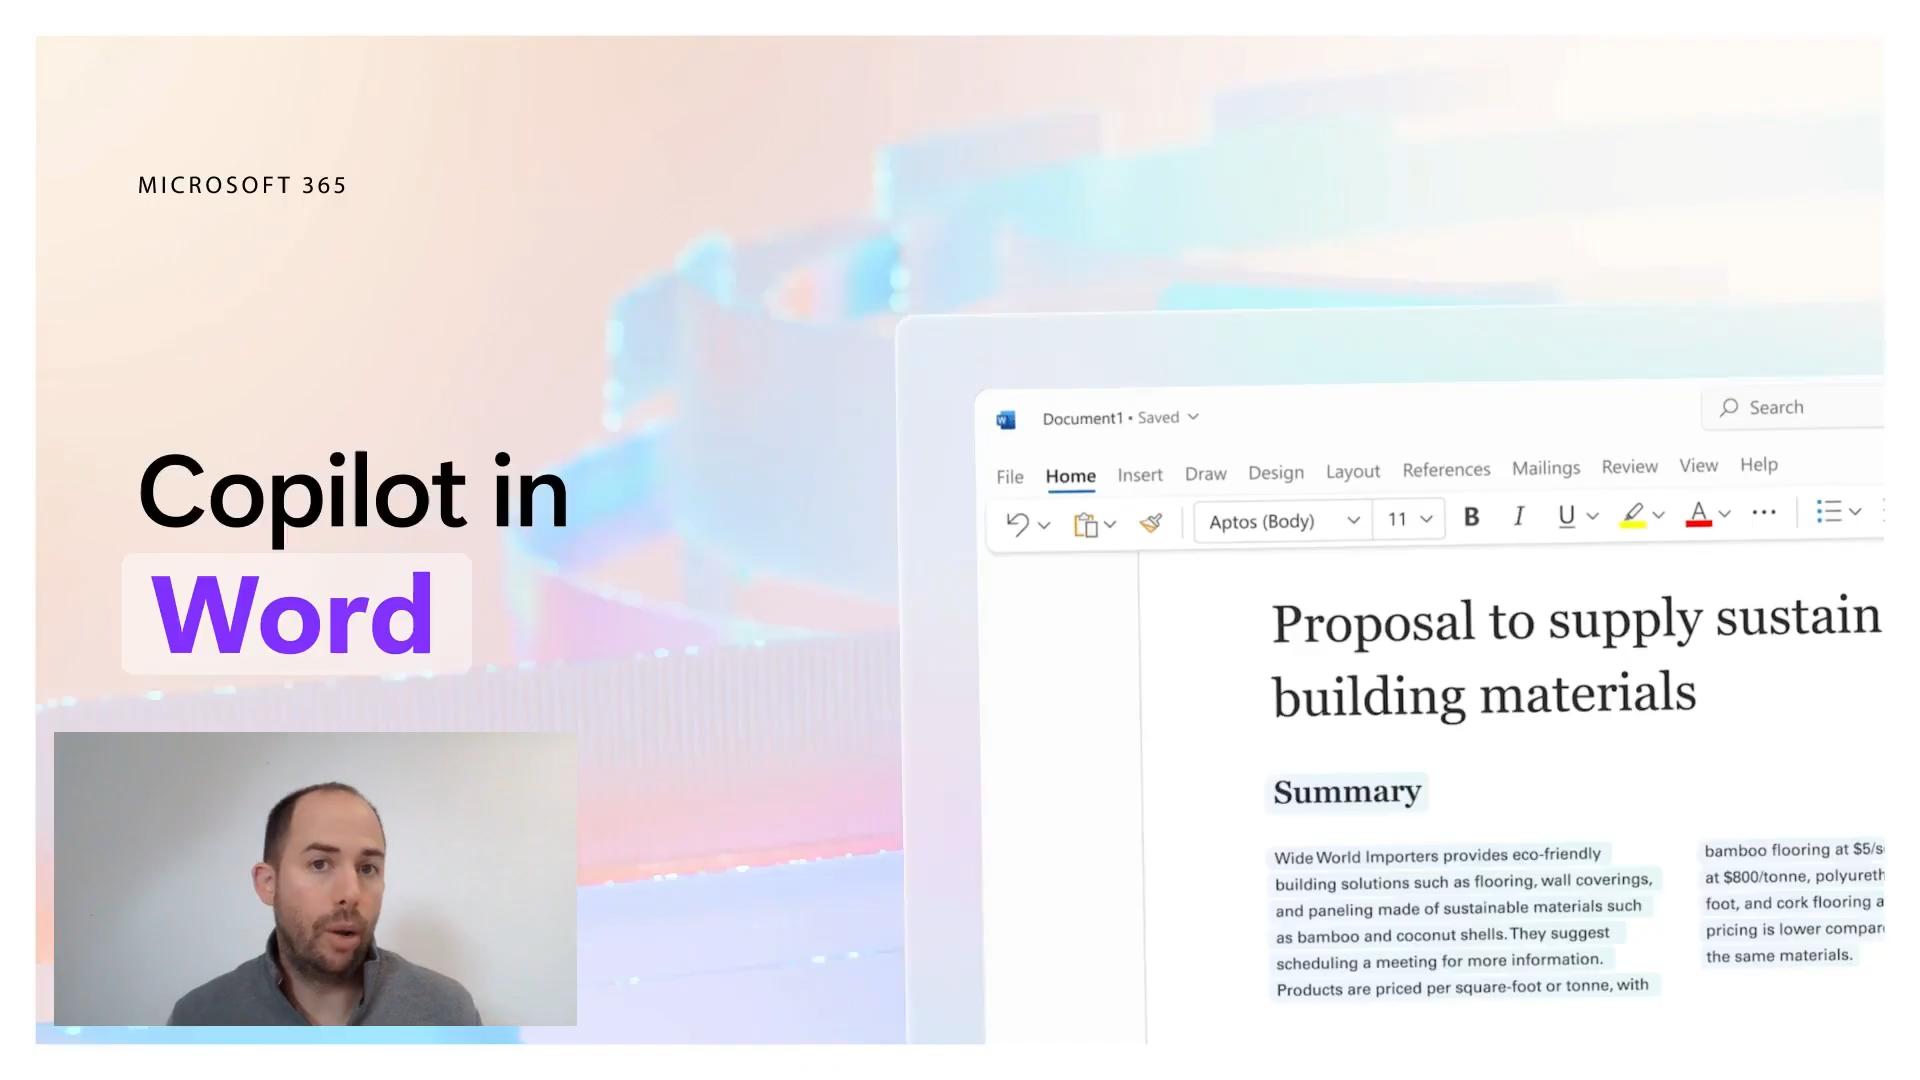 MICROSOFT 365
Copilot in
Word
Document1 • Saved
Search
File Home Insert Draw Design Layout References Mailings Review View Help
Aptos (Body) 11 B I U A
Proposal to supply sustain
building materials
Summary
Wide World Importers provides eco-friendly
building solutions such as flooring, wall coverings,
and paneling made of sustainable materials such
as bamboo and coconut shells. They suggest
scheduling a meeting for more information.
Products are priced per square-foot or tonne, with
bamboo flooring at $5/s
at $800/tonne, polyureth
foot, and cork flooring a
pricing is lower compar
the same materials.